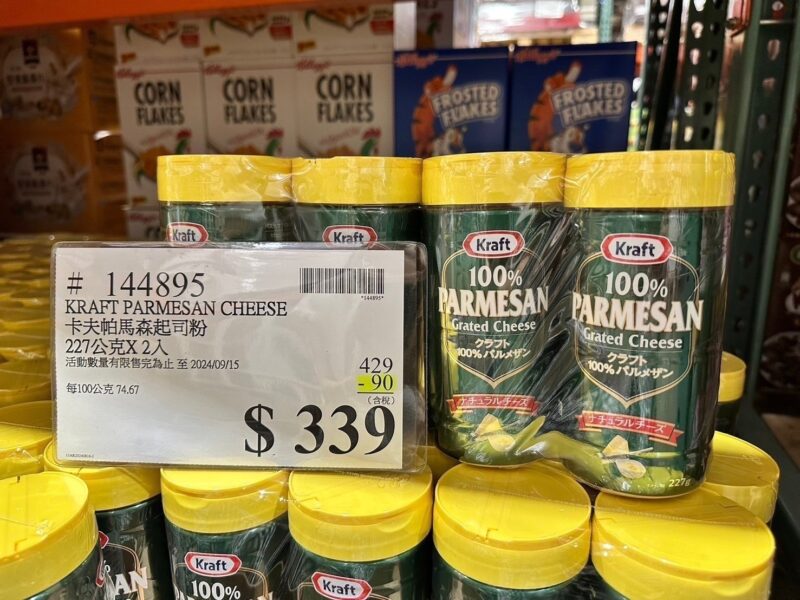 Kellogg's
CORN
FLAKES
CORN
FLAKES
CORN
FLAKES
Kellogg's
FROSTED
FLAKES
Kellogg's
FROSTED
FLAKES
Kraft
Kraft
# 144895
*144895*
KRAFT PARMESAN CHEESE
卡夫帕馬森起司粉
227公克X 2入
活動數量有限售完為止 至 2024/09/15
429
-90
(含稅)
每100公克 74.67
$ 339
Kraft
100%
PARMESAN
Grated Cheese
クラフト
100% パルメザン
ナチュラルチーズ
Kraft
100%
PARMESAN
Grated Cheese
クラフト
100% パルメザン
ナチュラルチーズ
227g
Kraft
100%
Kraft